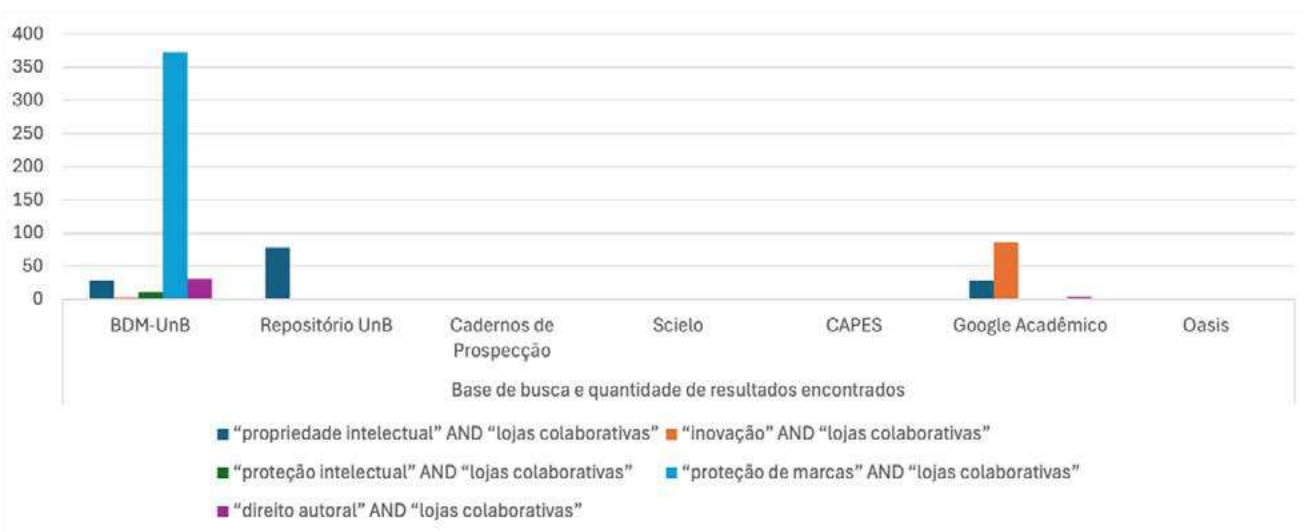 400
350
300
250
200
150
100
50
0
BDM-UnB
Repositório UnB
Cadernos de
Prospecção
Scielo
CAPES
Google Acadêmico
Oasis
Base de busca e quantidade de resultados encontrados
“propriedade intelectual” AND “lojas colaborativas”
“inovação” AND “lojas colaborativas”
“proteção intelectual” AND “lojas colaborativas”
“proteção de marcas” AND “lojas colaborativas”
“direito autoral” AND “lojas colaborativas”